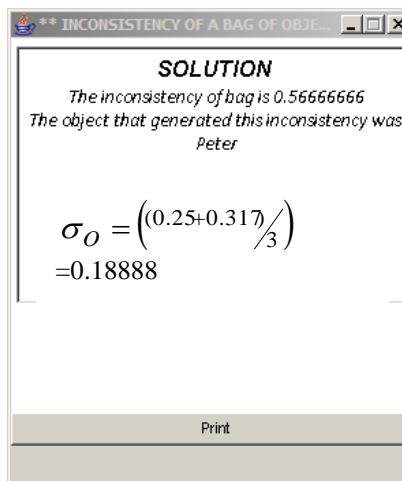 ** INCONSISTENCY OF A BAG OF OBJE...
SOLUTION
The inconsistency of bag is 0.56666666
The object that generated this inconsistency was
Peter
σ_O = ((0.25+0.317)/3)
=0.18888
Print